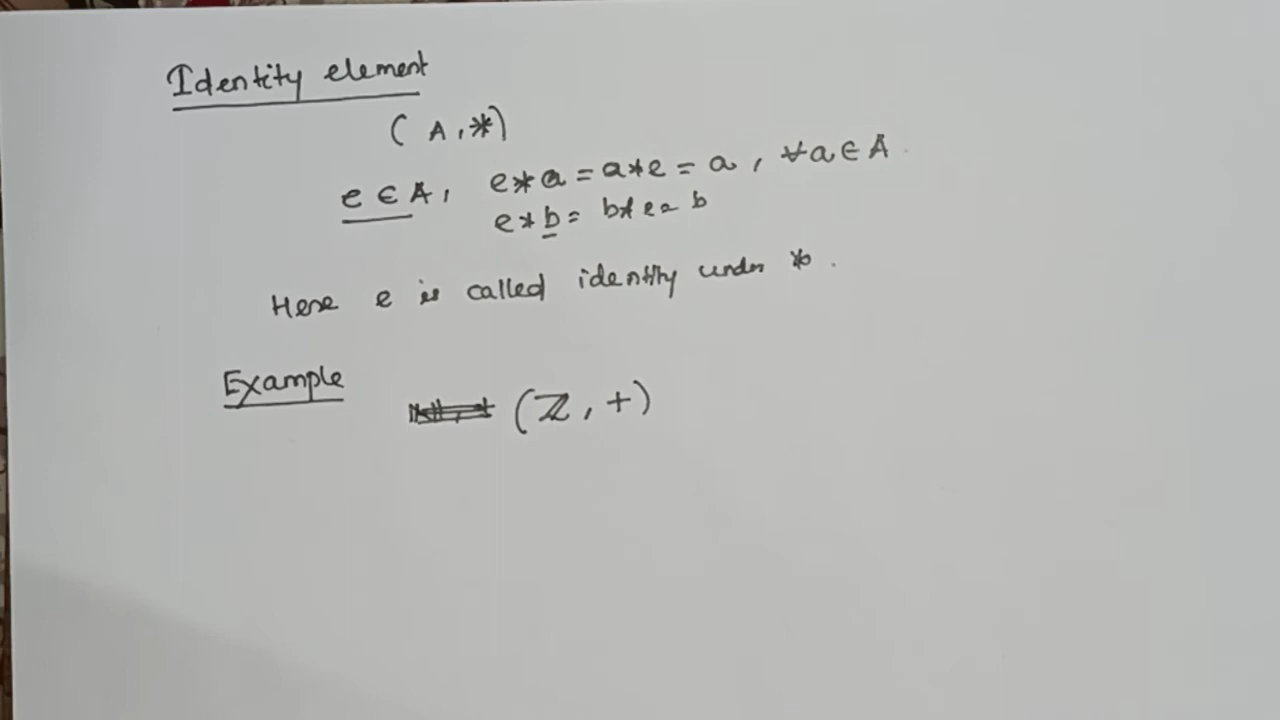 Identity element
(A, *)
e ∈ A, e * a = a * e = a, ∀a ∈ A.
e * b = b * e = b
Here e is called identity under *.
Example (ℤ, +)